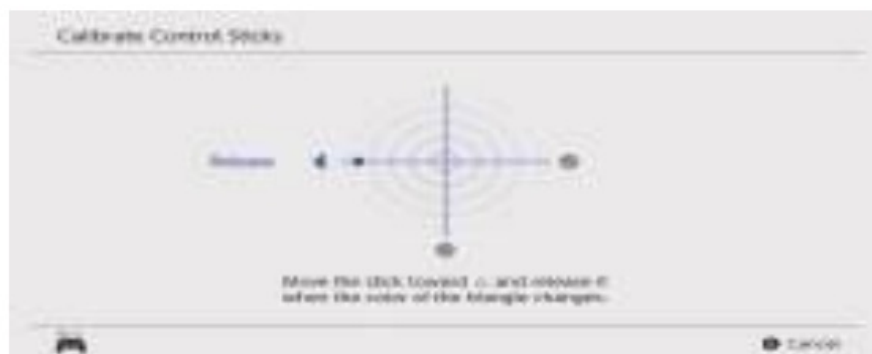 Calibrate Control Sticks
Release
Move the stick toward △ and release it
when the color of the triangle changes.
Cancel